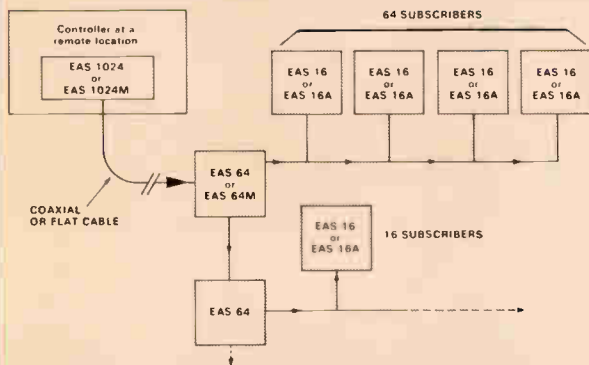 64 SUBSCRIBERS
Controller at a
remote location
EAS 1024
or
EAS 1024M
EAS 16
or
EAS 16A
EAS 16
or
EAS 16A
EAS 16
or
EAS 16A
EAS 16
or
EAS 16A
COAXIAL
OR FLAT CABLE
EAS 64
or
EAS 64M
EAS 16
or
EAS 16A
16 SUBSCRIBERS
EAS 64